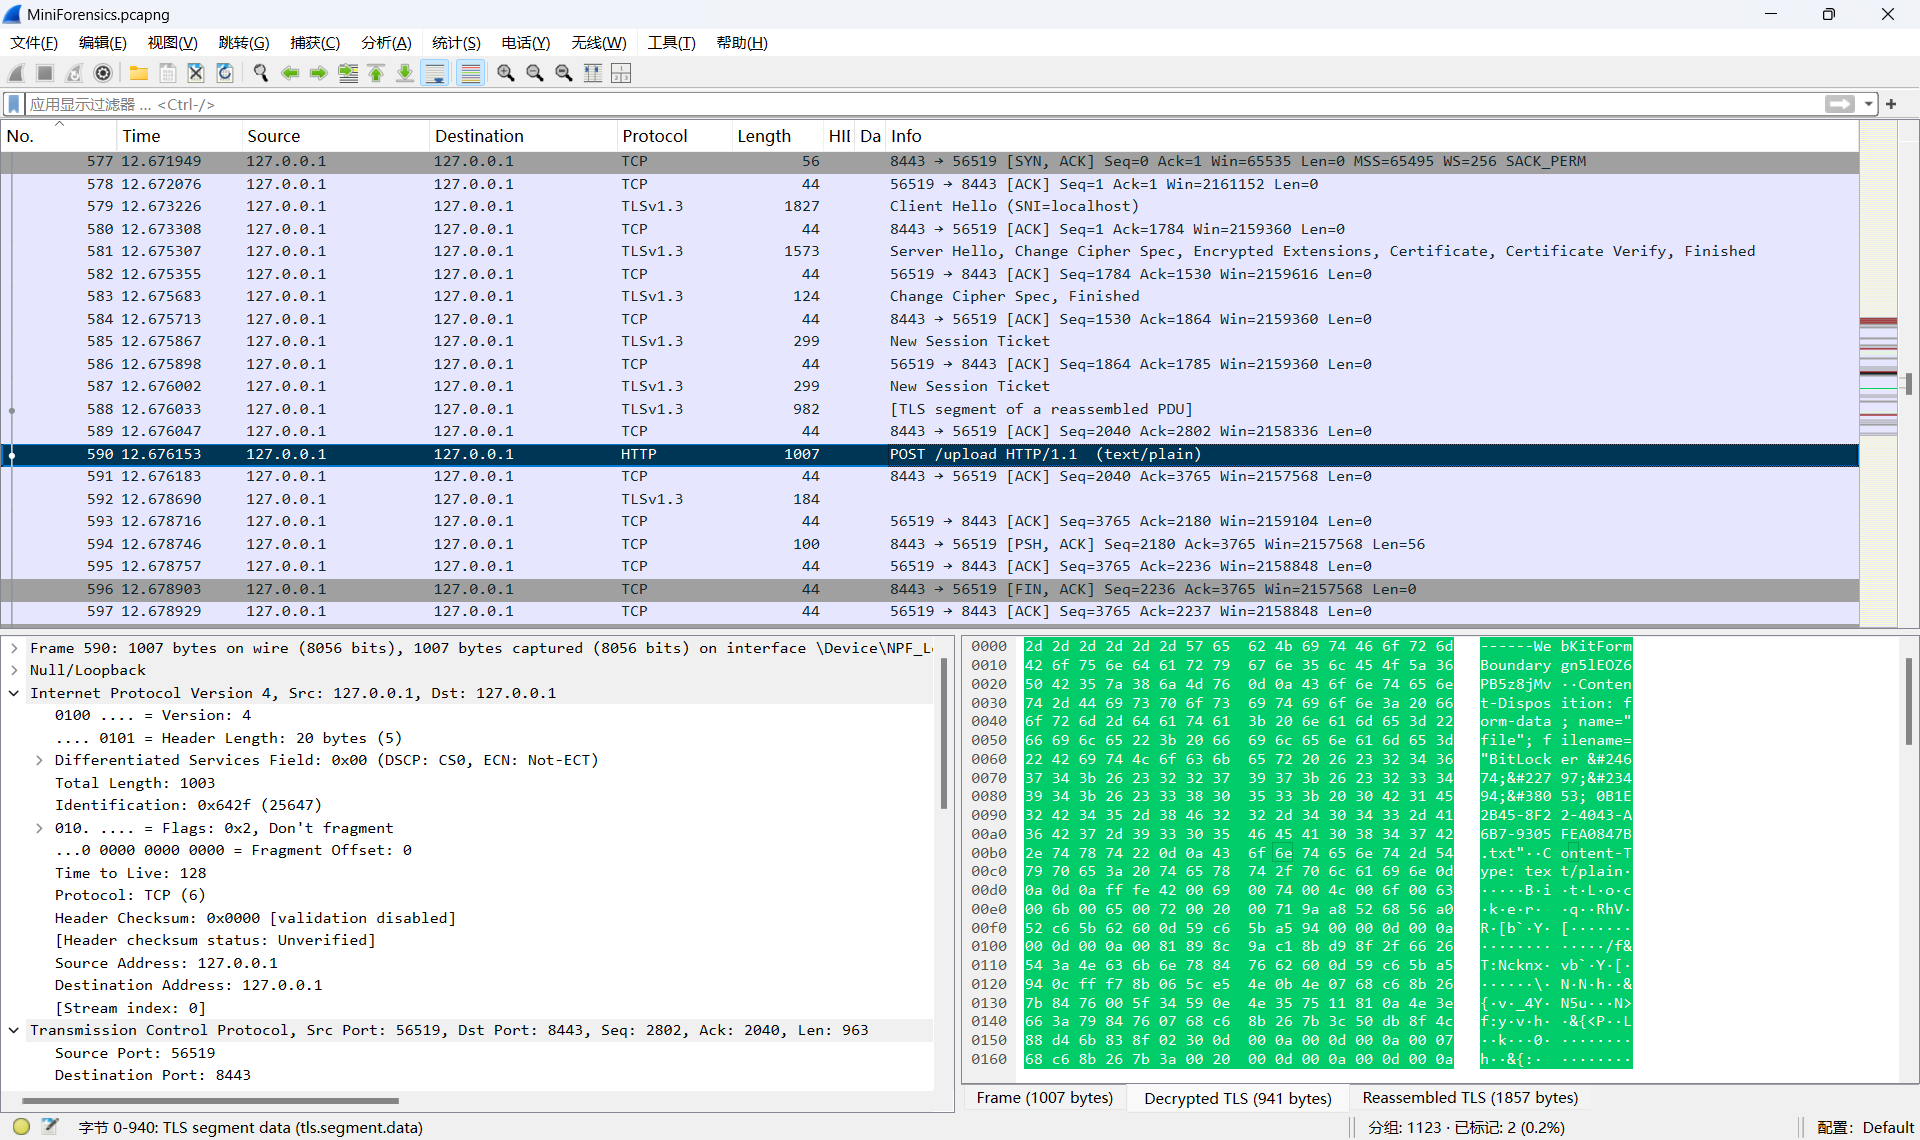 MiniForensics.pcapng
文件(F) 编辑(E) 视图(V) 跳转(G) 捕获(C) 分析(A) 统计(S) 电话(Y) 无线(W) 工具(T) 帮助(H)
应用显示过滤器 … <Ctrl-/>
No. Time Source Destination Protocol Length HII Da Info
577 12.671949 127.0.0.1 127.0.0.1 TCP 56 8443 → 56519 [SYN, ACK] Seq=0 Ack=1 Win=65535 Len=0 MSS=65495 WS=256 SACK_PERM
578 12.672076 127.0.0.1 127.0.0.1 TCP 44 56519 → 8443 [ACK] Seq=1 Ack=1 Win=2161152 Len=0
579 12.673226 127.0.0.1 127.0.0.1 TLSv1.3 1827 Client Hello (SNI=localhost)
580 12.673308 127.0.0.1 127.0.0.1 TCP 44 8443 → 56519 [ACK] Seq=1 Ack=1784 Win=2159360 Len=0
581 12.675307 127.0.0.1 127.0.0.1 TLSv1.3 1573 Server Hello, Change Cipher Spec, Encrypted Extensions, Certificate, Certificate Verify, Finished
582 12.675355 127.0.0.1 127.0.0.1 TCP 44 56519 → 8443 [ACK] Seq=1784 Ack=1530 Win=2159616 Len=0
583 12.675683 127.0.0.1 127.0.0.1 TLSv1.3 124 Change Cipher Spec, Finished
584 12.675713 127.0.0.1 127.0.0.1 TCP 44 8443 → 56519 [ACK] Seq=1530 Ack=1864 Win=2159360 Len=0
585 12.675867 127.0.0.1 127.0.0.1 TLSv1.3 299 New Session Ticket
586 12.675898 127.0.0.1 127.0.0.1 TCP 44 56519 → 8443 [ACK] Seq=1864 Ack=1785 Win=2159360 Len=0
587 12.676002 127.0.0.1 127.0.0.1 TLSv1.3 299 New Session Ticket
588 12.676033 127.0.0.1 127.0.0.1 TLSv1.3 982 [TLS segment of a reassembled PDU]
589 12.676047 127.0.0.1 127.0.0.1 TCP 44 8443 → 56519 [ACK] Seq=2040 Ack=2802 Win=2158336 Len=0
590 12.676153 127.0.0.1 127.0.0.1 HTTP 1007 POST /upload HTTP/1.1  (text/plain)
591 12.676183 127.0.0.1 127.0.0.1 TCP 44 8443 → 56519 [ACK] Seq=2040 Ack=3765 Win=2157568 Len=0
592 12.678690 127.0.0.1 127.0.0.1 TLSv1.3 184
593 12.678716 127.0.0.1 127.0.0.1 TCP 44 56519 → 8443 [ACK] Seq=3765 Ack=2180 Win=2159104 Len=0
594 12.678746 127.0.0.1 127.0.0.1 TCP 100 8443 → 56519 [PSH, ACK] Seq=2180 Ack=3765 Win=2157568 Len=56
595 12.678757 127.0.0.1 127.0.0.1 TCP 44 56519 → 8443 [ACK] Seq=3765 Ack=2236 Win=2158848 Len=0
596 12.678903 127.0.0.1 127.0.0.1 TCP 44 8443 → 56519 [FIN, ACK] Seq=2236 Ack=3765 Win=2157568 Len=0
597 12.678929 127.0.0.1 127.0.0.1 TCP 44 56519 → 8443 [ACK] Seq=3765 Ack=2237 Win=2158848 Len=0
Frame 590: 1007 bytes on wire (8056 bits), 1007 bytes captured (8056 bits) on interface \Device\NPF_L
Null/Loopback
Internet Protocol Version 4, Src: 127.0.0.1, Dst: 127.0.0.1
0100 .... = Version: 4
.... 0101 = Header Length: 20 bytes (5)
Differentiated Services Field: 0x00 (DSCP: CS0, ECN: Not-ECT)
Total Length: 1003
Identification: 0x642f (25647)
010. .... = Flags: 0x2, Don't fragment
...0 0000 0000 0000 = Fragment Offset: 0
Time to Live: 128
Protocol: TCP (6)
Header Checksum: 0x0000 [validation disabled]
[Header checksum status: Unverified]
Source Address: 127.0.0.1
Destination Address: 127.0.0.1
[Stream index: 0]
Transmission Control Protocol, Src Port: 56519, Dst Port: 8443, Seq: 2802, Ack: 2040, Len: 963
Source Port: 56519
Destination Port: 8443
0000 2d 2d 2d 2d 2d 2d 57 65 62 4b 69 74 46 6f 72 6d ------We bKitForm
0010 42 6f 75 6e 64 61 72 79 67 6e 35 6c 45 4f 5a 36 Boundary gn5lEOZ6
0020 50 42 35 7a 38 6a 4d 76 0d 0a 43 6f 6e 74 65 6e PB5z8jMv ··Conten
0030 74 2d 44 69 73 70 6f 73 69 74 69 6f 6e 3a 20 66 t-Dispos ition: f
0040 6f 72 6d 2d 64 61 74 61 3b 20 6e 61 6d 65 3d 22 orm-data ; name="
0050 66 69 6c 65 22 3b 20 66 69 6c 65 6e 61 6d 65 3d file"; f ilename=
0060 22 42 69 74 4c 6f 63 6b 65 72 20 26 23 32 34 36 "BitLock er &#246
0070 37 34 3b 26 23 32 32 37 39 37 3b 26 23 32 33 34 74;&#227 97;&#234
0080 39 34 3b 26 23 33 38 30 35 33 3b 20 30 42 31 45 94;&#380 53; 0B1E
0090 32 42 34 35 2d 38 46 32 32 2d 34 30 34 33 2d 41 2B45-8F2 2-4043-A
00a0 36 42 37 2d 39 33 30 35 46 45 41 30 38 34 37 42 6B7-9305 FEA0847B
00b0 2e 74 78 74 22 0d 0a 43 6f 6e 74 65 6e 74 2d 54 .txt"··C ontent-T
00c0 79 70 65 3a 20 74 65 78 74 2f 70 6c 61 69 6e 0d ype: tex t/plain·
00d0 0a 0d 0a ff fe 42 00 69 00 74 00 4c 00 6f 00 63 ·····B·i ·t·L·o·c
00e0 00 6b 00 65 00 72 00 20 00 71 9a a8 52 68 56 a0 ·k·e·r·  ·q··RhV·
00f0 52 c6 5b 62 60 0d 59 c6 5b a5 94 00 00 0d 00 0a R·[b`·Y· [·······
0100 00 0d 00 0a 00 81 89 8c 9a c1 8b d9 8f 2f 66 26 ········ ·····/f&
0110 54 3a 4e 63 6b 6e 78 84 76 62 60 0d 59 c6 5b a5 T:Ncknx· vb`·Y·[·
0120 94 0c ff f7 8b 06 5c e5 4e 0b 4e 07 68 c6 8b 26 ······\· N·N·h··&
0130 7b 84 76 00 5f 34 59 0e 4e 35 75 11 81 0a 4e 3e {·v·_4Y· N5u···N>
0140 66 3a 79 84 76 07 68 c6 8b 26 7b 3c 50 db 8f 4c f:y·v·h· ·&{<P··L
0150 88 d4 6b 83 8f 02 30 0d 00 0a 00 0d 00 0a 00 07 ··k···0· ········
0160 68 c6 8b 26 7b 3a 00 20 00 0d 00 0a 00 0d 00 0a h··&{:·  ········
Frame (1007 bytes) Decrypted TLS (941 bytes) Reassembled TLS (1857 bytes)
字节 0-940: TLS segment data (tls.segment.data) 分组: 1123 · 已标记: 2 (0.2%) 配置: Default